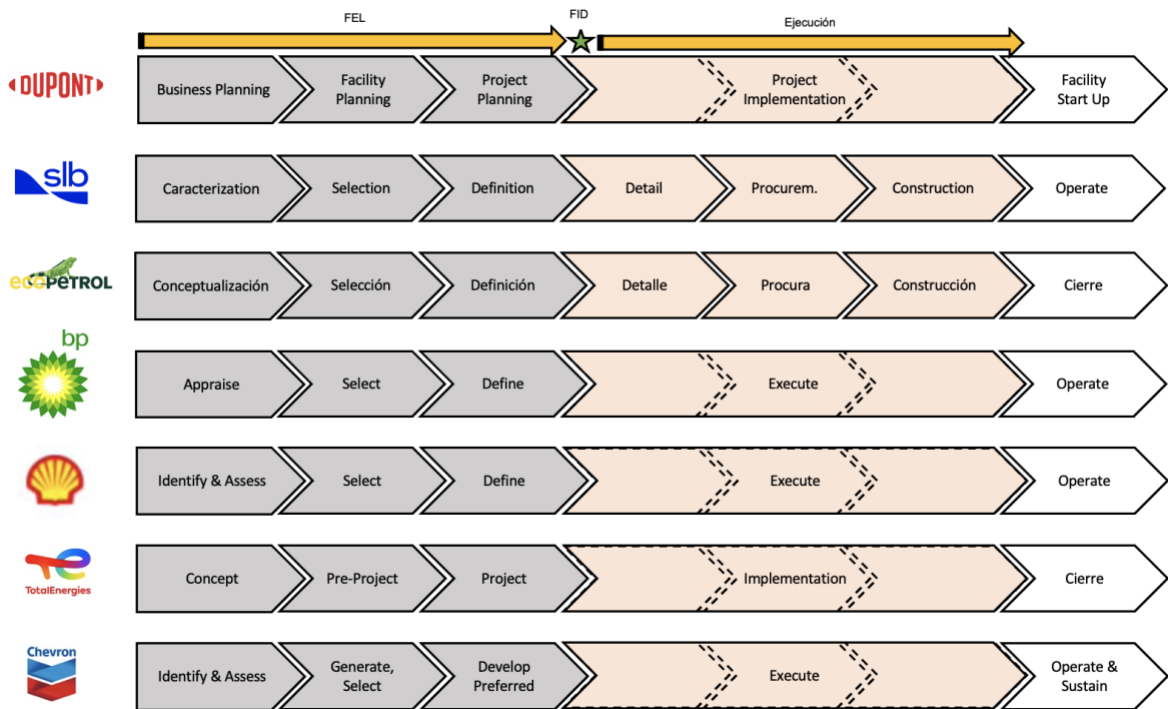 FEL
FID
Ejecución
DUPONT
Business Planning
Facility
Planning
Project
Planning
Project
Implementation
Facility
Start Up
slb
Caracterization
Selection
Definition
Detail
Procurem.
Construction
Operate
ecoPETROL
Conceptualización
Selección
Definición
Detalle
Procura
Construcción
Cierre
bp
Appraise
Select
Define
Execute
Operate
Identify & Assess
Select
Define
Execute
Operate
TotalEnergies
Concept
Pre-Project
Project
Implementation
Cierre
Chevron
Identify & Assess
Generate,
Select
Develop
Preferred
Execute
Operate &
Sustain